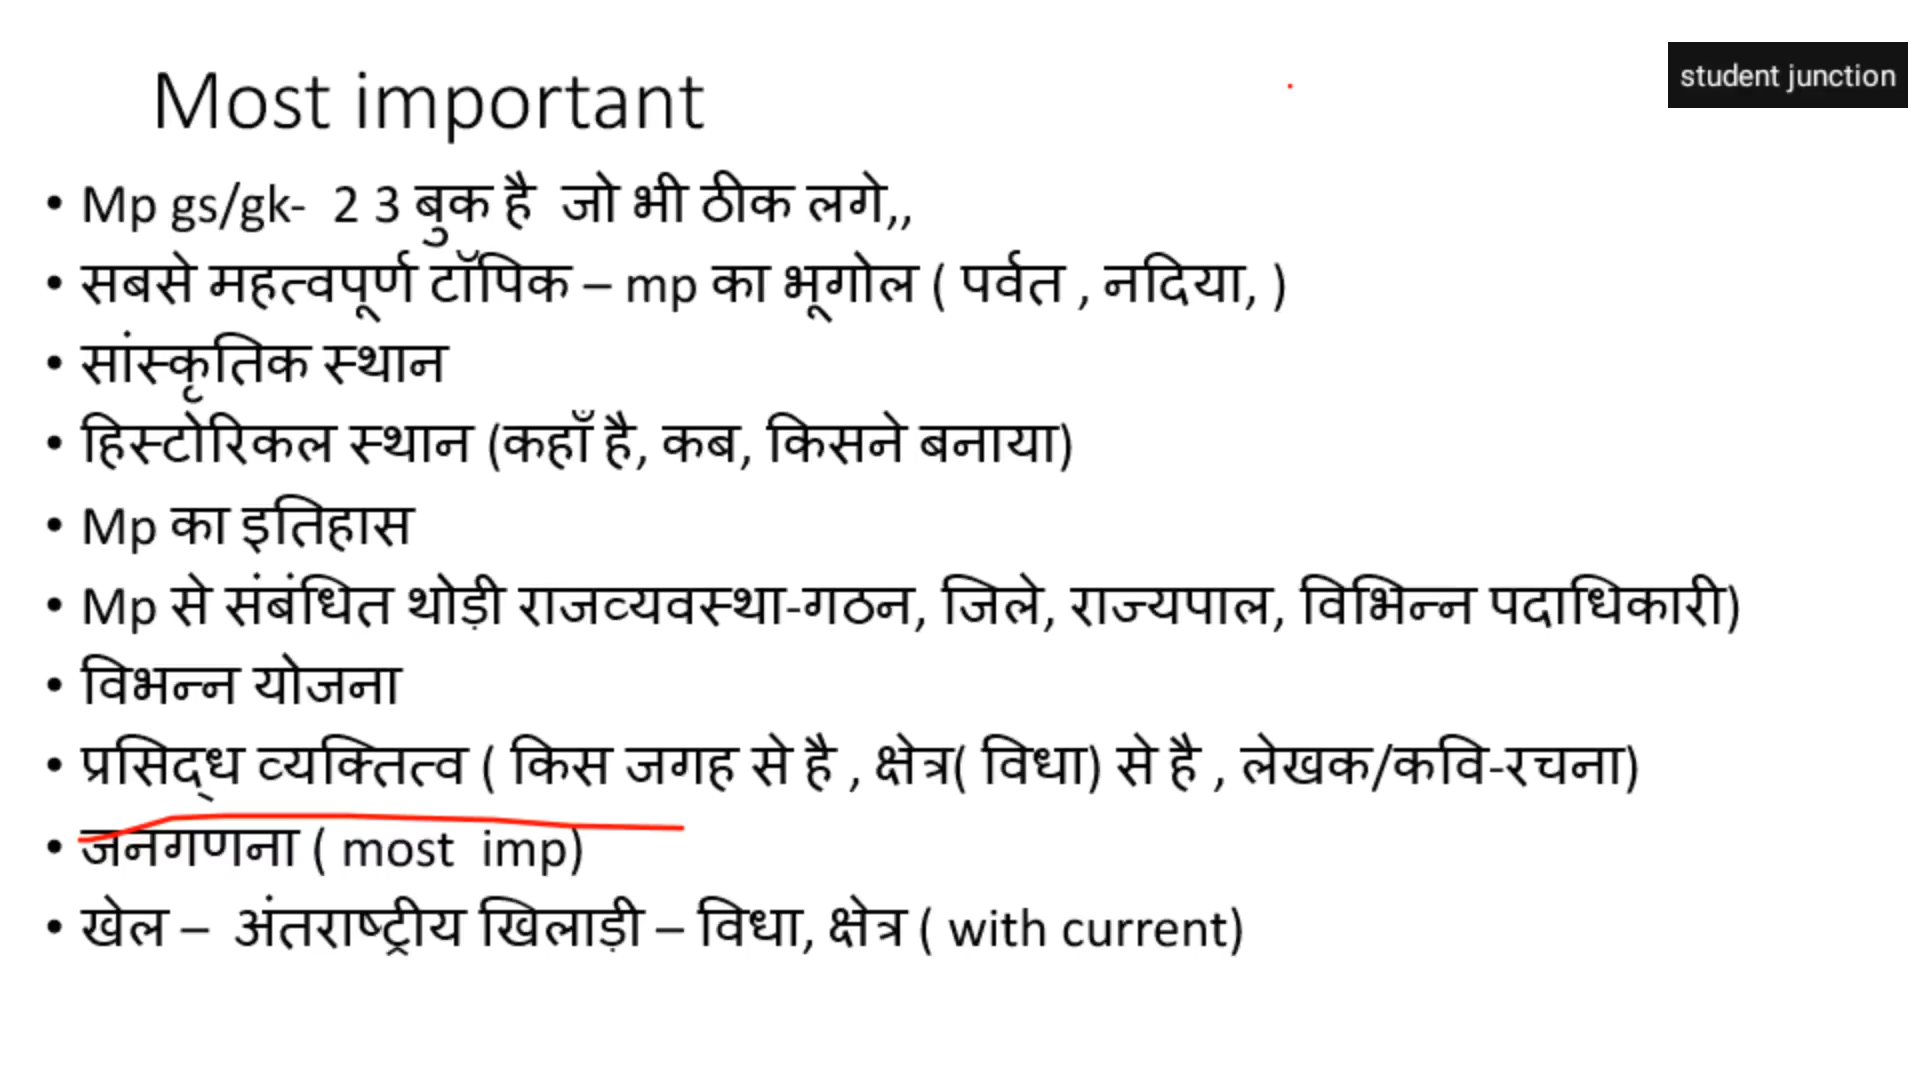 Most important
student junction
• Mp gs/gk- 2 3 बुक है जो भी ठीक लगे,,
• सबसे महत्वपूर्ण टॉपिक – mp का भूगोल ( पर्वत , नदिया, )
• सांस्कृतिक स्थान
• हिस्टोरिकल स्थान (कहाँ है, कब, किसने बनाया)
• Mp का इतिहास
• Mp से संबंधित थोड़ी राजव्यवस्था-गठन, जिले, राज्यपाल, विभिन्न पदाधिकारी)
• विभन्न योजना
• प्रसिद्ध व्यक्तित्व ( किस जगह से है , क्षेत्र( विधा) से है , लेखक/कवि-रचना)
• जनगणना ( most imp)
• खेल – अंतराष्ट्रीय खिलाड़ी – विधा, क्षेत्र ( with current)